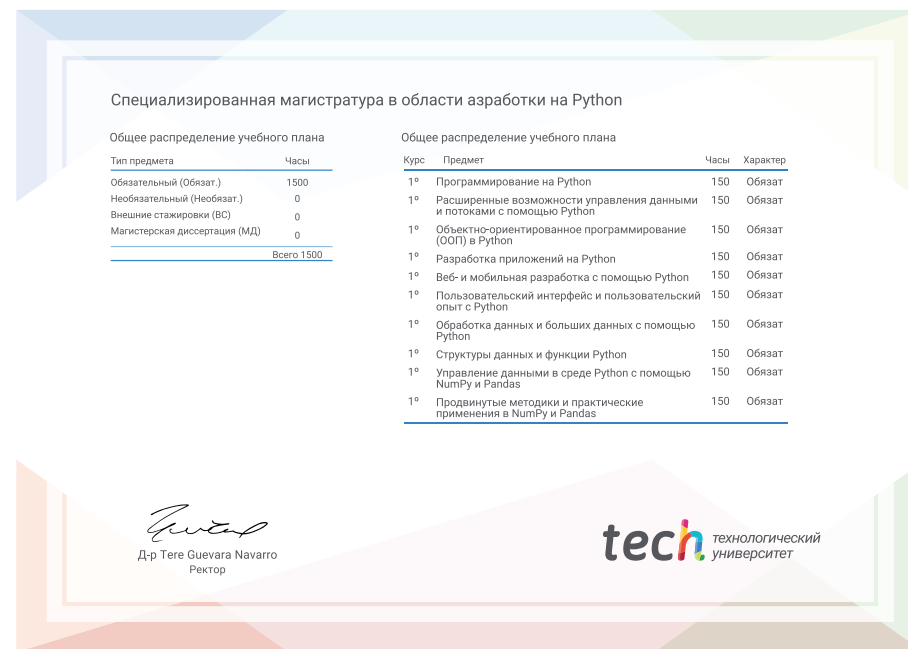 Специализированная магистратура в области азработки на Python
Общее распределение учебного плана
Тип предмета Часы
Обязательный (Обязат.) 1500
Необязательный (Необязат.) 0
Внешние стажировки (ВС) 0
Магистерская диссертация (МД) 0
Всего 1500
Общее распределение учебного плана
Курс Предмет Часы Характер
1º Программирование на Python 150 Обязат
1º Расширенные возможности управления данными 150 Обязат
и потоками с помощью Python
1º Объектно-ориентированное программирование 150 Обязат
(ООП) в Python
1º Разработка приложений на Python 150 Обязат
1º Веб- и мобильная разработка с помощью Python 150 Обязат
1º Пользовательский интерфейс и пользовательский 150 Обязат
опыт с Python
1º Обработка данных и больших данных с помощью 150 Обязат
Python
1º Структуры данных и функции Python 150 Обязат
1º Управление данными в среде Python с помощью 150 Обязат
NumPy и Pandas
1º Продвинутые методики и практические 150 Обязат
применения в NumPy и Pandas
Д-р Tere Guevara Navarro
Ректор
tech технологический
университет